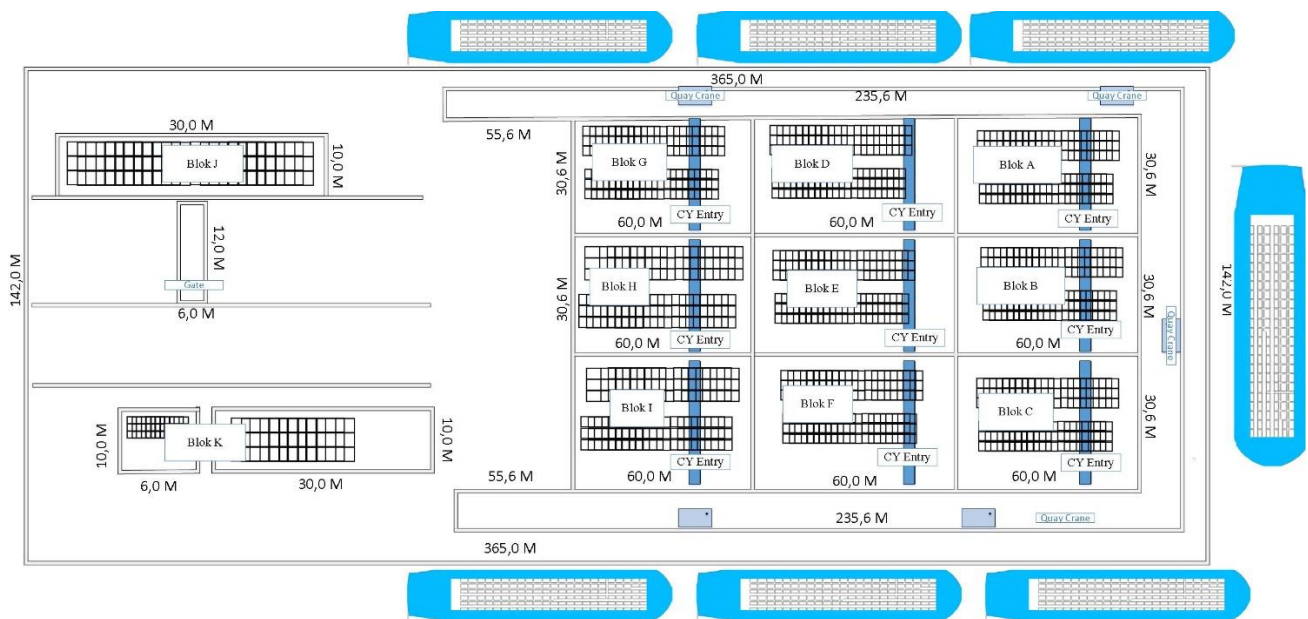 365,0 M
Quay Crane
235,6 M
Quay Crane
30,0 M
Blok J
10,0 M
55,6 M
30,6 M
Blok G
Blok D
Blok A
30,6 M
CY Entry
CY Entry
CY Entry
60,0 M
60,0 M
60,0 M
12,0 M
Gate
6,0 M
142,0 M
30,6 M
Blok H
Blok E
Blok B
30,6 M
142,0 M
CY Entry
CY Entry
CY Entry
Quay Crane
60,0 M
60,0 M
60,0 M
Blok I
Blok F
Blok C
30,6 M
10,0 M
Blok K
10,0 M
CY Entry
CY Entry
CY Entry
6,0 M
30,0 M
55,6 M
60,0 M
60,0 M
60,0 M
235,6 M
Quay Crane
365,0 M